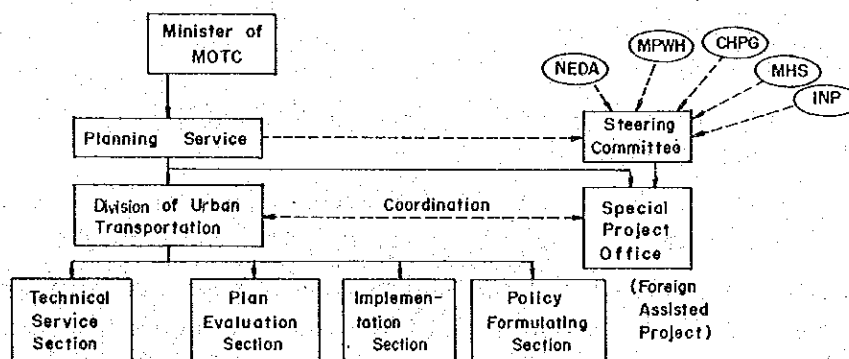 Minister of
MOTC
NEDA
MPWH
CHPG
MHS
INP
Planning Service
Steering
Committee
Division of Urban
Transportation
Coordination
Special
Project
Office
(Foreign
Assisted
Project)
Technical
Service
Section
Plan
Evaluation
Section
Implemen-
tation
Section
Policy
Formulating
Section